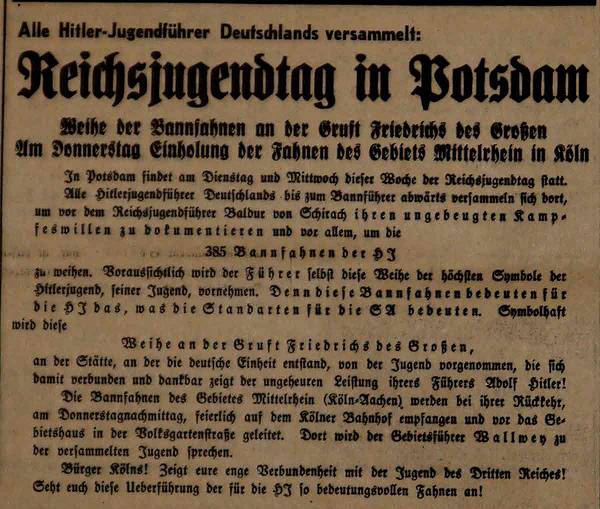 Alle Hitler-Jugendführer Deutschlands versammelt:
Reichsjugendtag in Potsdam
Weihe der Bannfahnen an der Gruft Friedrichs des Großen
Am Donnerstag Einholung der Fahnen des Gebiets Mittelrhein in Köln
In Potsdam findet am Dienstag und Mittwoch dieser Woche der Reichsjugendtag statt.
Alle Hitlerjugendführer Deutschlands bis zum Bannführer abwärts versammeln sich dort,
um vor dem Reichsjugendführer Baldur von Schirach ihren ungebeugten Kamp-
feswillen zu dokumentieren und vor allem, um die
385 Bannfahnen der HJ
zu weihen. Voraussichtlich wird der Führer selbst diese Weihe der höchsten Symbole der
Hitlerjugend, seiner Jugend, vornehmen. Denn diese Bannfahnen bedeuten für
die HJ das, was die Standarten für die SA bedeuten. Symbolhaft
wird diese
Weihe an der Gruft Friedrichs des Großen,
an der Stätte, an der die deutsche Einheit entstand, von der Jugend vorgenommen, die sich
damit verbunden und dankbar zeigt der ungeheuren Leistung ihres Führers Adolf Hitler!
Die Bannfahnen des Gebietes Mittelrhein (Köln-Aachen) werden bei ihrer Rückkehr,
am Donnerstagnachmittag, feierlich auf dem Kölner Bahnhof empfangen und vor das Ge-
bietshaus in der Volksgartenstraße geleitet. Dort wird der Gebietsführer Wallwey zu
der versammelten Jugend sprechen.
Bürger Kölns! Zeigt eure enge Verbundenheit mit der Jugend des Dritten Reiches!
Seht euch diese Ueberführung der für die HJ so bedeutungsvollen Fahnen an!